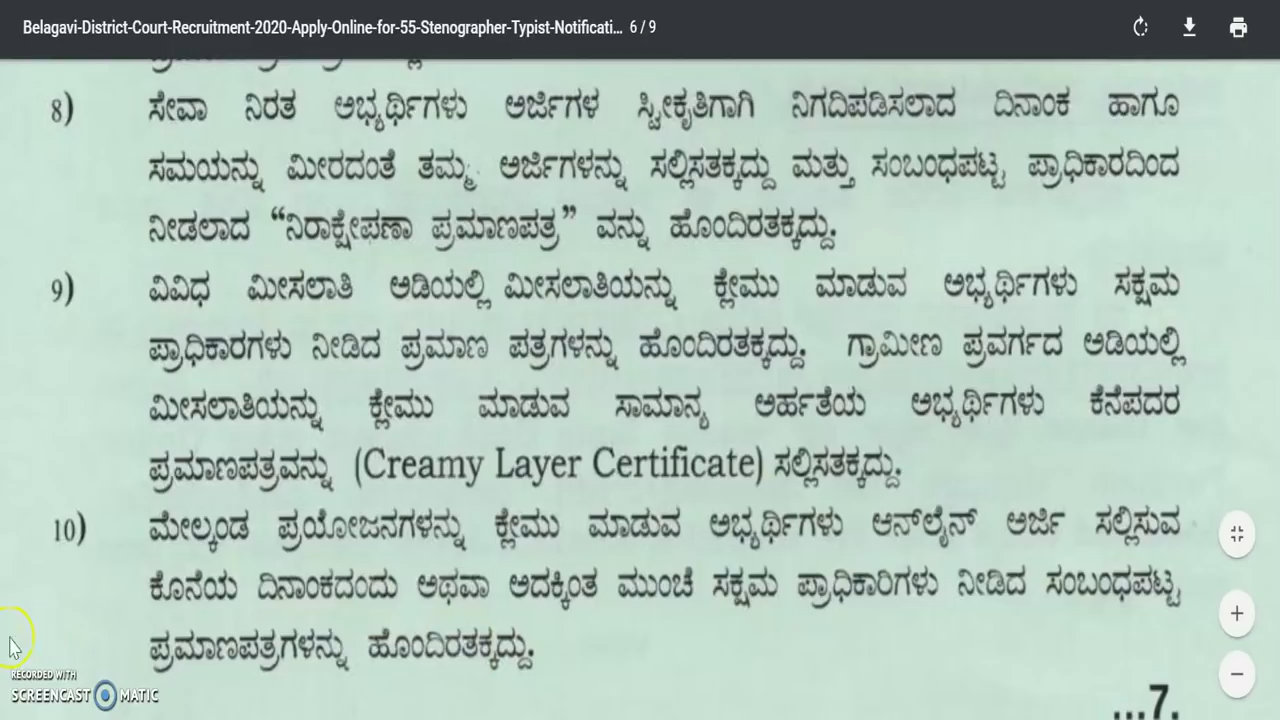 Belagavi-District-Court-Recruitment-2020-Apply-Online-for-55-Stenographer-Typist-Notificati... 6 / 9
8) ಸೇವಾ ನಿರತ ಅಭ್ಯರ್ಥಿಗಳು ಅರ್ಜಿಗಳ ಸ್ವೀಕೃತಿಗಾಗಿ ನಿಗದಿಪಡಿಸಲಾದ ದಿನಾಂಕ ಹಾಗೂ
ಸಮಯನ್ನು ಮೀರದಂತೆ ತಮ್ಮ ಅರ್ಜಿಗಳನ್ನು ಸಲ್ಲಿಸತಕ್ಕದ್ದು ಮತ್ತು ಸಂಬಂಧಪಟ್ಟ ಪ್ರಾಧಿಕಾರದಿಂದ
ನೀಡಲಾದ “ನಿರಾಕ್ಷೇಪಣಾ ಪ್ರಮಾಣಪತ್ರ” ವನ್ನು ಹೊಂದಿರತಕ್ಕದ್ದು.
9) ವಿವಿಧ ಮೀಸಲಾತಿ ಅಡಿಯಲ್ಲಿ ಮೀಸಲಾತಿಯನ್ನು ಕ್ಲೇಮು ಮಾಡುವ ಅಭ್ಯರ್ಥಿಗಳು ಸಕ್ಷಮ
ಪ್ರಾಧಿಕಾರಗಳು ನೀಡಿದ ಪ್ರಮಾಣ ಪತ್ರಗಳನ್ನು ಹೊಂದಿರತಕ್ಕದ್ದು. ಗ್ರಾಮೀಣ ಪ್ರವರ್ಗದ ಅಡಿಯಲ್ಲಿ
ಮೀಸಲಾತಿಯನ್ನು ಕ್ಲೇಮು ಮಾಡುವ ಸಾಮಾನ್ಯ ಅರ್ಹತೆಯ ಅಭ್ಯರ್ಥಿಗಳು ಕೆನೆಪದರ
ಪ್ರಮಾಣಪತ್ರವನ್ನು (Creamy Layer Certificate) ಸಲ್ಲಿಸತಕ್ಕದ್ದು.
10) ಮೇಲ್ಕಂಡ ಪ್ರಯೋಜನಗಳನ್ನು ಕ್ಲೇಮು ಮಾಡುವ ಅಭ್ಯರ್ಥಿಗಳು ಆನ್‌ಲೈನ್ ಅರ್ಜಿ ಸಲ್ಲಿಸುವ
ಕೊನೆಯ ದಿನಾಂಕದಂದು ಅಥವಾ ಅದಕ್ಕಿಂತ ಮುಂಚೆ ಸಕ್ಷಮ ಪ್ರಾಧಿಕಾರಿಗಳು ನೀಡಿದ ಸಂಬಂಧಪಟ್ಟ
ಪ್ರಮಾಣಪತ್ರಗಳನ್ನು ಹೊಂದಿರತಕ್ಕದ್ದು.
RECORDED WITH
SCREENCAST MATIC
...7.